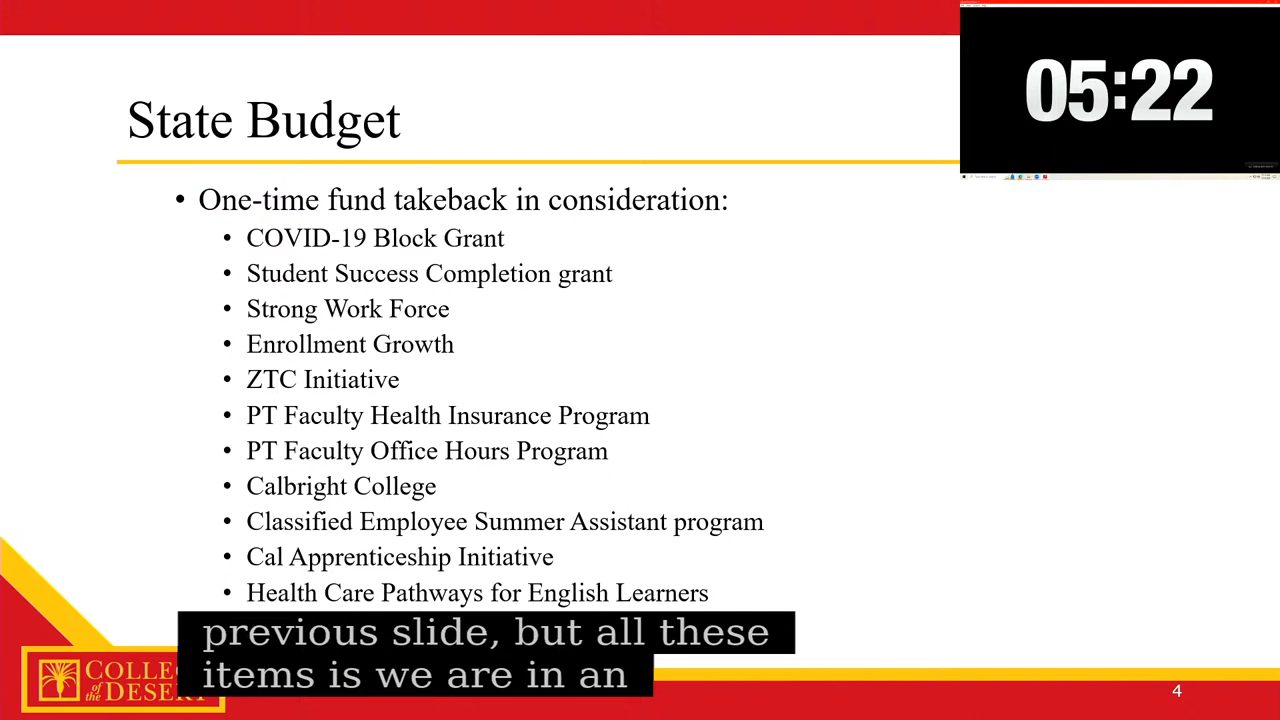 05:22
State Budget
• One-time fund takeback in consideration:
• COVID-19 Block Grant
• Student Success Completion grant
• Strong Work Force
• Enrollment Growth
• ZTC Initiative
• PT Faculty Health Insurance Program
• PT Faculty Office Hours Program
• Calbright College
• Classified Employee Summer Assistant program
• Cal Apprenticeship Initiative
• Health Care Pathways for English Learners
previous slide, but all these
items is we are in an
of the DESERT
4